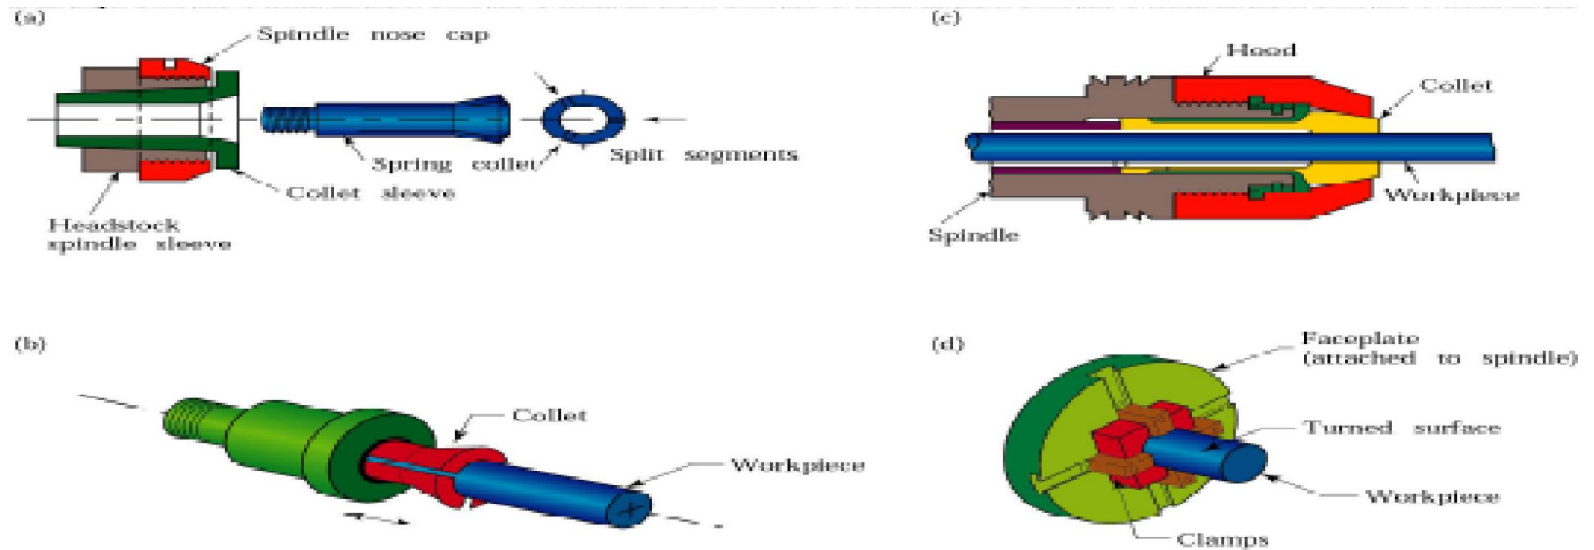 (a)
Spindle nose cap
Spring collet
Split segments
Collet sleeve
Headstock
spindle sleeve
(c)
Hood
Collet
Workpiece
Spindle
(b)
Collet
Workpiece
(d)
Faceplate
(attached to spindle)
Turned surface
Workpiece
Clamps